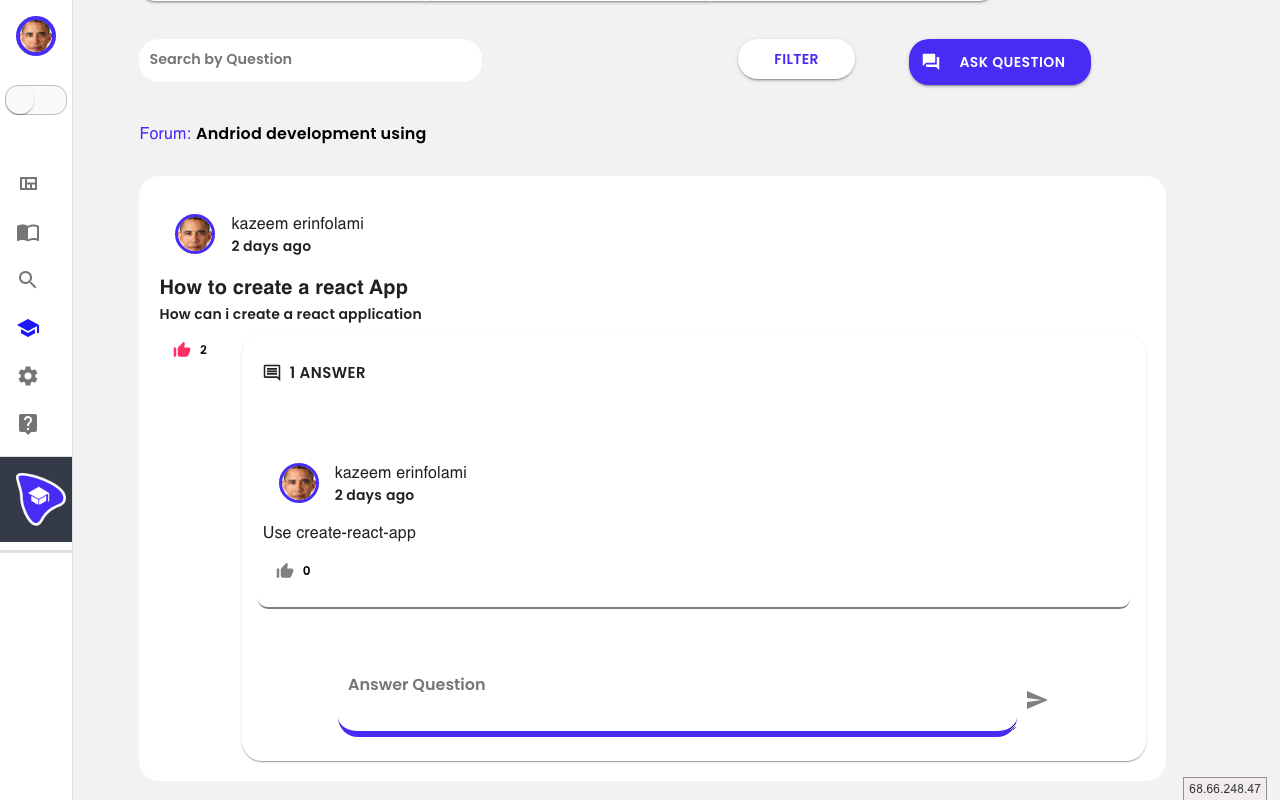 Search by Question
FILTER
ASK QUESTION
Forum: Andriod development using
kazeem erinfolami
2 days ago
How to create a react App
How can i create a react application
2
1 ANSWER
kazeem erinfolami
2 days ago
Use create-react-app
0
Answer Question
68.66.248.47